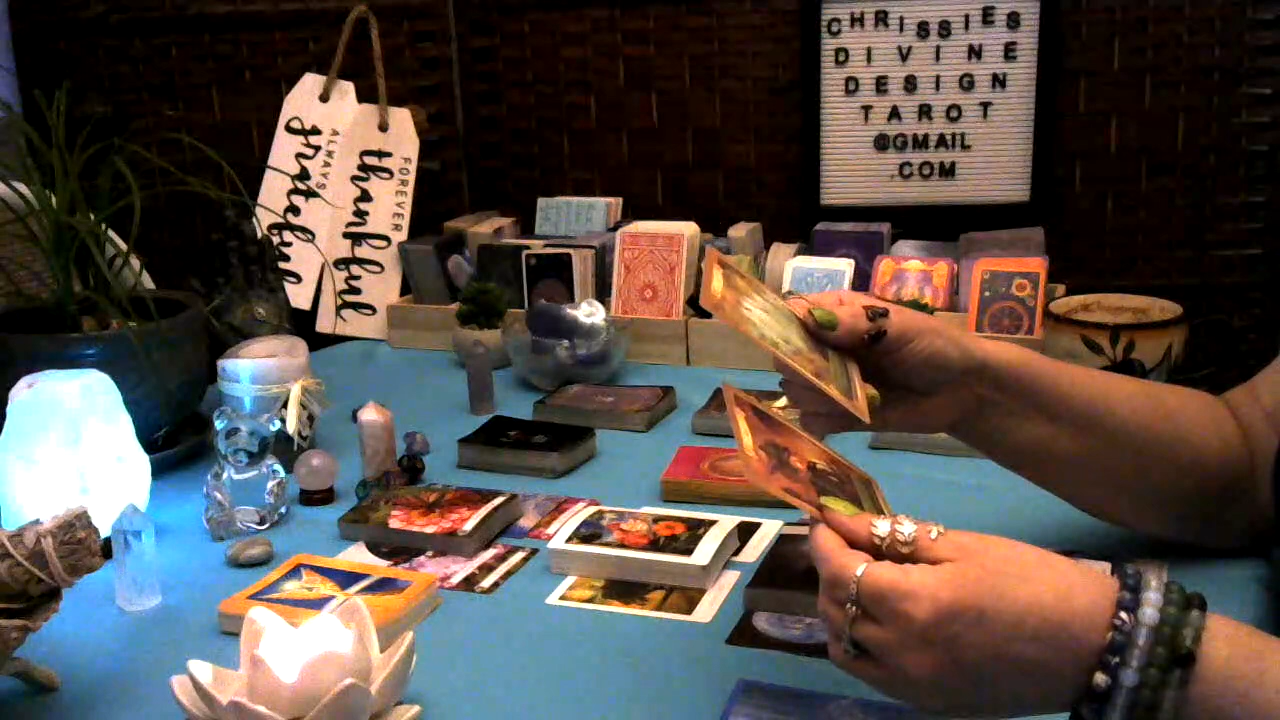 ALWAYS
grateful
FOREVER
thankful
CHRISSIES
DIVINE
DESIGN
TAROT
@GMAIL
.COM